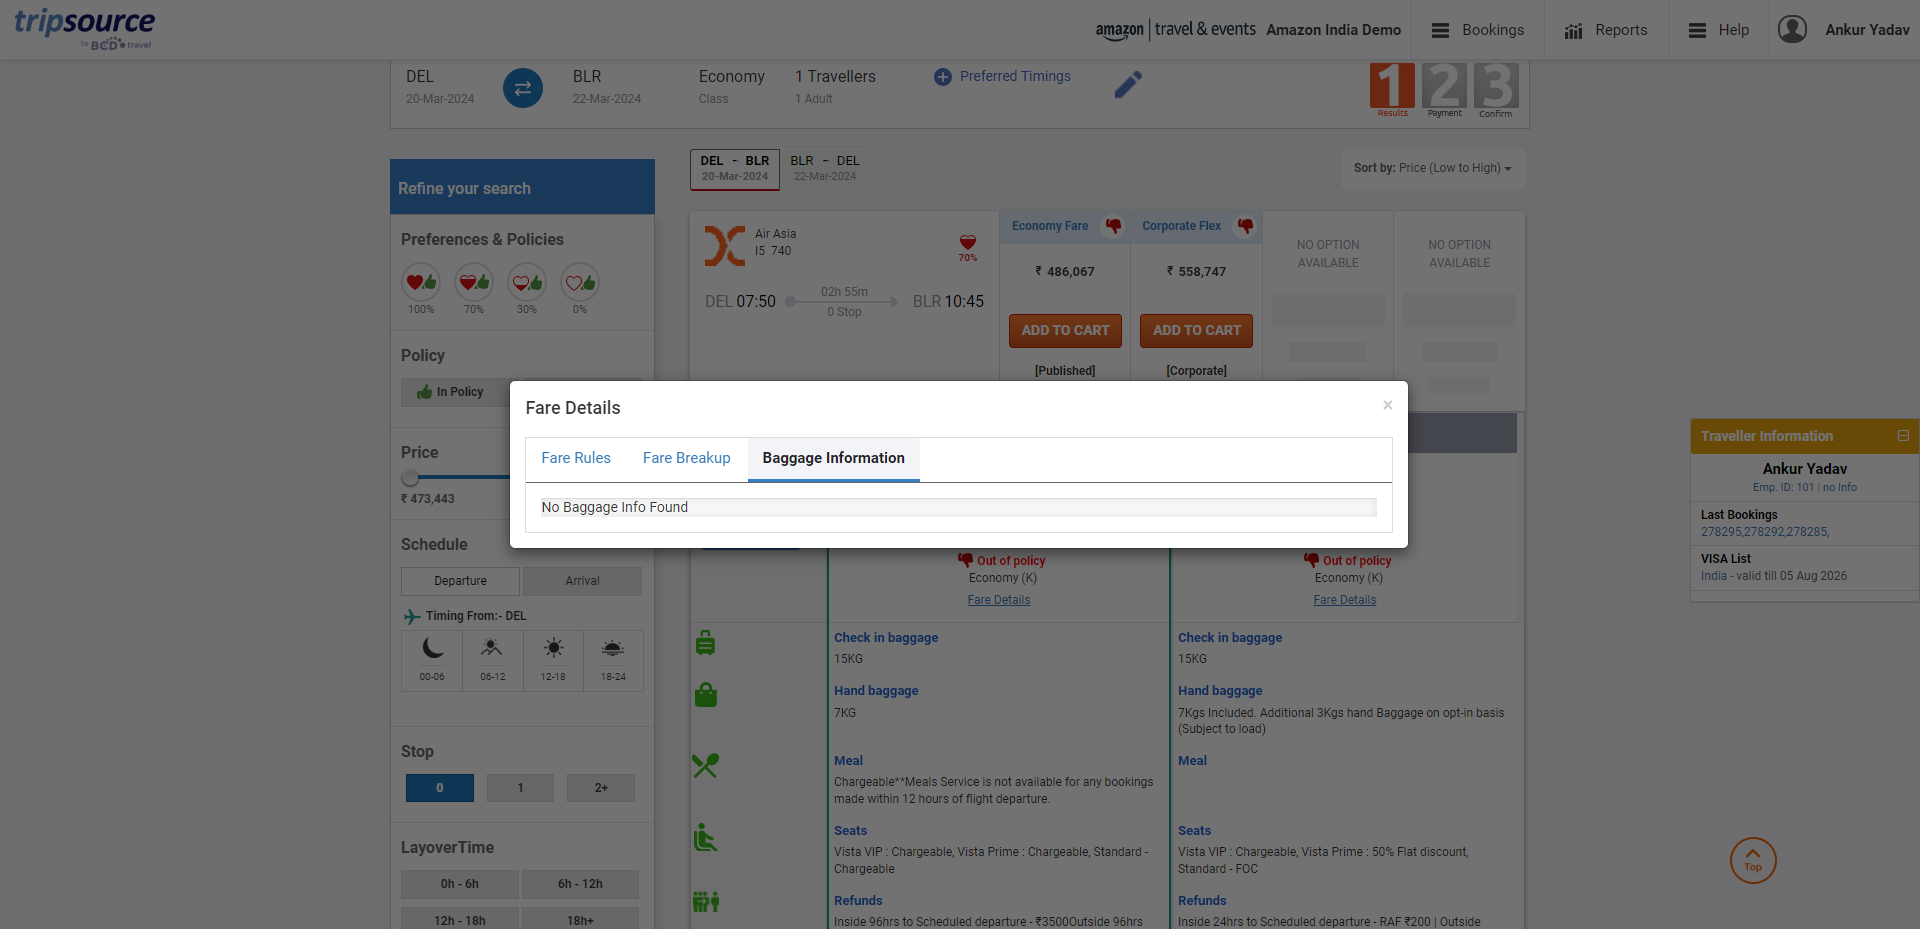 tripsource
by BCD travel
amazon | travel & events Amazon India Demo
Bookings
Reports
Help
Ankur Yadav
DEL
20-Mar-2024
BLR
22-Mar-2024
Economy
Class
1 Travellers
1 Adult
Preferred Timings
1 Results
2 Payment
3 Confirm
DEL - BLR
20-Mar-2024
BLR - DEL
22-Mar-2024
Sort by: Price (Low to High)
Refine your search
Preferences & Policies
100% 70% 30% 0%
Policy
In Policy
Price
₹ 473,443
Schedule
Departure Arrival
Timing From:- DEL
00-06 06-12 12-18 18-24
Stop
0 1 2+
LayoverTime
0h - 6h 6h - 12h
12h - 18h 18h+
Air Asia
I5 740
70%
DEL 07:50
02h 55m
0 Stop
BLR 10:45
Economy Fare
₹ 486,067
ADD TO CART
[Published]
Corporate Flex
₹ 558,747
ADD TO CART
[Corporate]
NO OPTION
AVAILABLE
NO OPTION
AVAILABLE
Fare Details
×
Fare Rules Fare Breakup Baggage Information
No Baggage Info Found
Out of policy
Economy (K)
Fare Details
Out of policy
Economy (K)
Fare Details
Check in baggage
15KG
Check in baggage
15KG
Hand baggage
7KG
Hand baggage
7Kgs Included. Additional 3Kgs hand Baggage on opt-in basis
(Subject to load)
Meal
Chargeable**Meals Service is not available for any bookings
made within 12 hours of flight departure.
Meal
Seats
Vista VIP : Chargeable, Vista Prime : Chargeable, Standard -
Chargeable
Seats
Vista VIP : Chargeable, Vista Prime : 50% Flat discount,
Standard - FOC
Refunds
Inside 96hrs to Scheduled departure - ₹3500Outside 96hrs
Refunds
Inside 24hrs to Scheduled departure - RAF ₹200 | Outside
Traveller Information
Ankur Yadav
Emp. ID: 101 | no Info
Last Bookings
278295,278292,278285,
VISA List
India - valid till 05 Aug 2026
Top